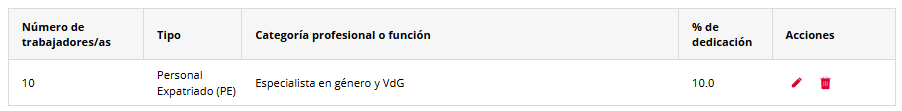 Número de trabajadores/as Tipo Categoría profesional o función % de dedicación Acciones
10 Personal Expatriado (PE) Especialista en género y VdG 10.0